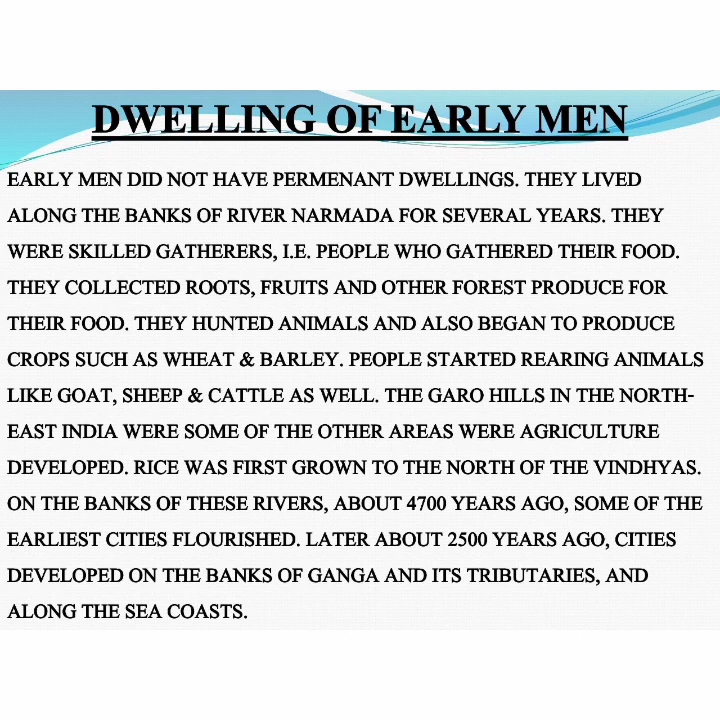 DWELLING OF EARLY MEN
EARLY MEN DID NOT HAVE PERMENANT DWELLINGS. THEY LIVED
ALONG THE BANKS OF RIVER NARMADA FOR SEVERAL YEARS. THEY
WERE SKILLED GATHERERS, I.E. PEOPLE WHO GATHERED THEIR FOOD.
THEY COLLECTED ROOTS, FRUITS AND OTHER FOREST PRODUCE FOR
THEIR FOOD. THEY HUNTED ANIMALS AND ALSO BEGAN TO PRODUCE
CROPS SUCH AS WHEAT & BARLEY. PEOPLE STARTED REARING ANIMALS
LIKE GOAT, SHEEP & CATTLE AS WELL. THE GARO HILLS IN THE NORTH-
EAST INDIA WERE SOME OF THE OTHER AREAS WERE AGRICULTURE
DEVELOPED. RICE WAS FIRST GROWN TO THE NORTH OF THE VINDHYAS.
ON THE BANKS OF THESE RIVERS, ABOUT 4700 YEARS AGO, SOME OF THE
EARLIEST CITIES FLOURISHED. LATER ABOUT 2500 YEARS AGO, CITIES
DEVELOPED ON THE BANKS OF GANGA AND ITS TRIBUTARIES, AND
ALONG THE SEA COASTS.